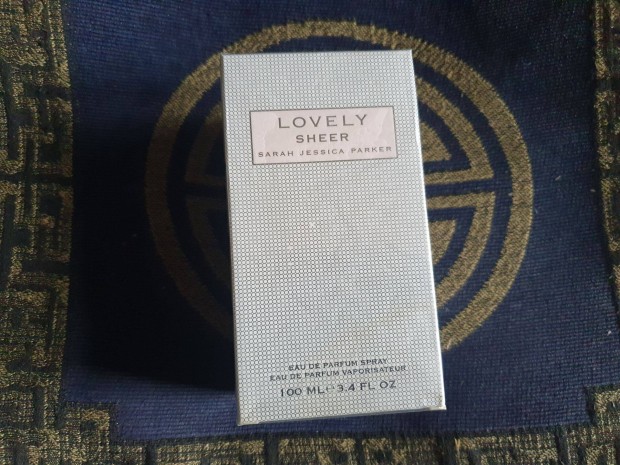 LOVELY
SHEER
SARAH JESSICA PARKER
EAU DE PARFUM SPRAY
EAU DE PARFUM VAPORISATEUR
100 ML℮3.4 FL OZ